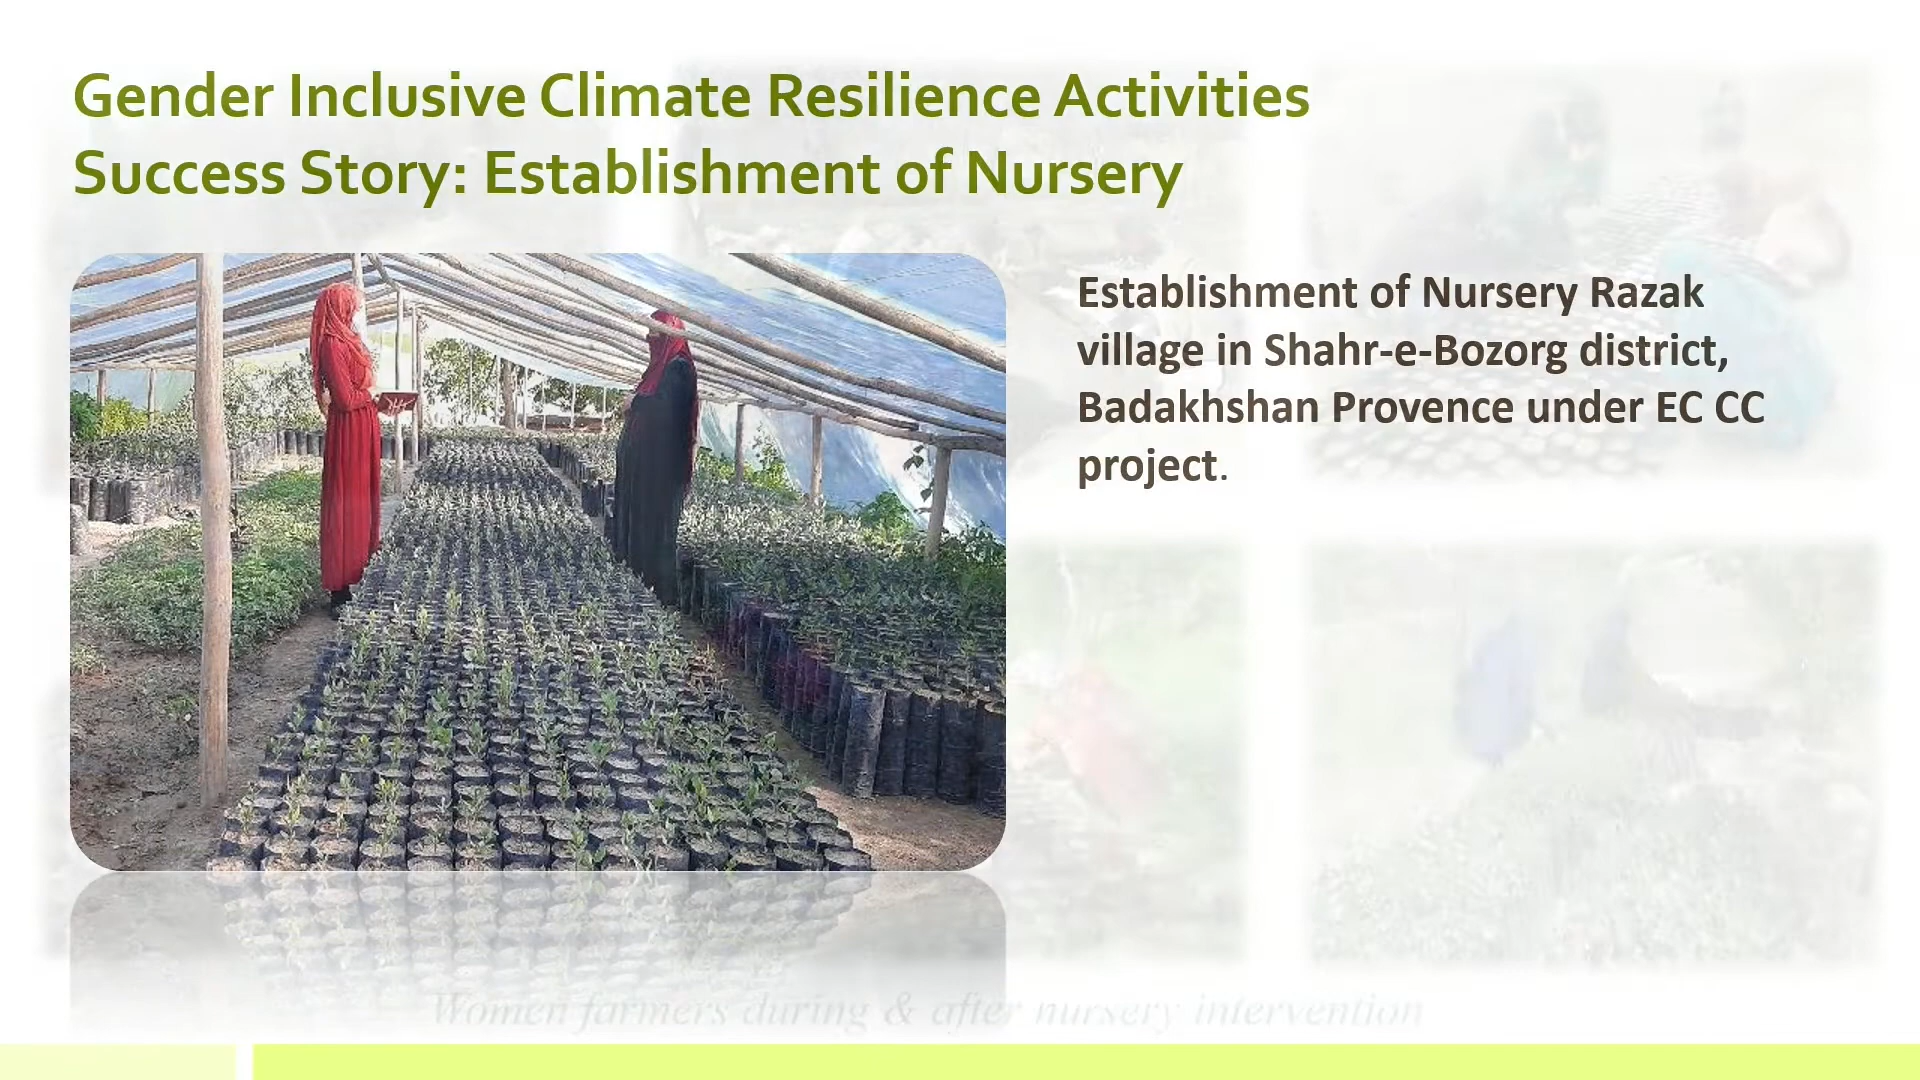 Gender Inclusive Climate Resilience Activities
Success Story: Establishment of Nursery
Establishment of Nursery Razak
village in Shahr-e-Bozorg district,
Badakhshan Provence under EC CC
project.
Women farmers during & after nursery intervention